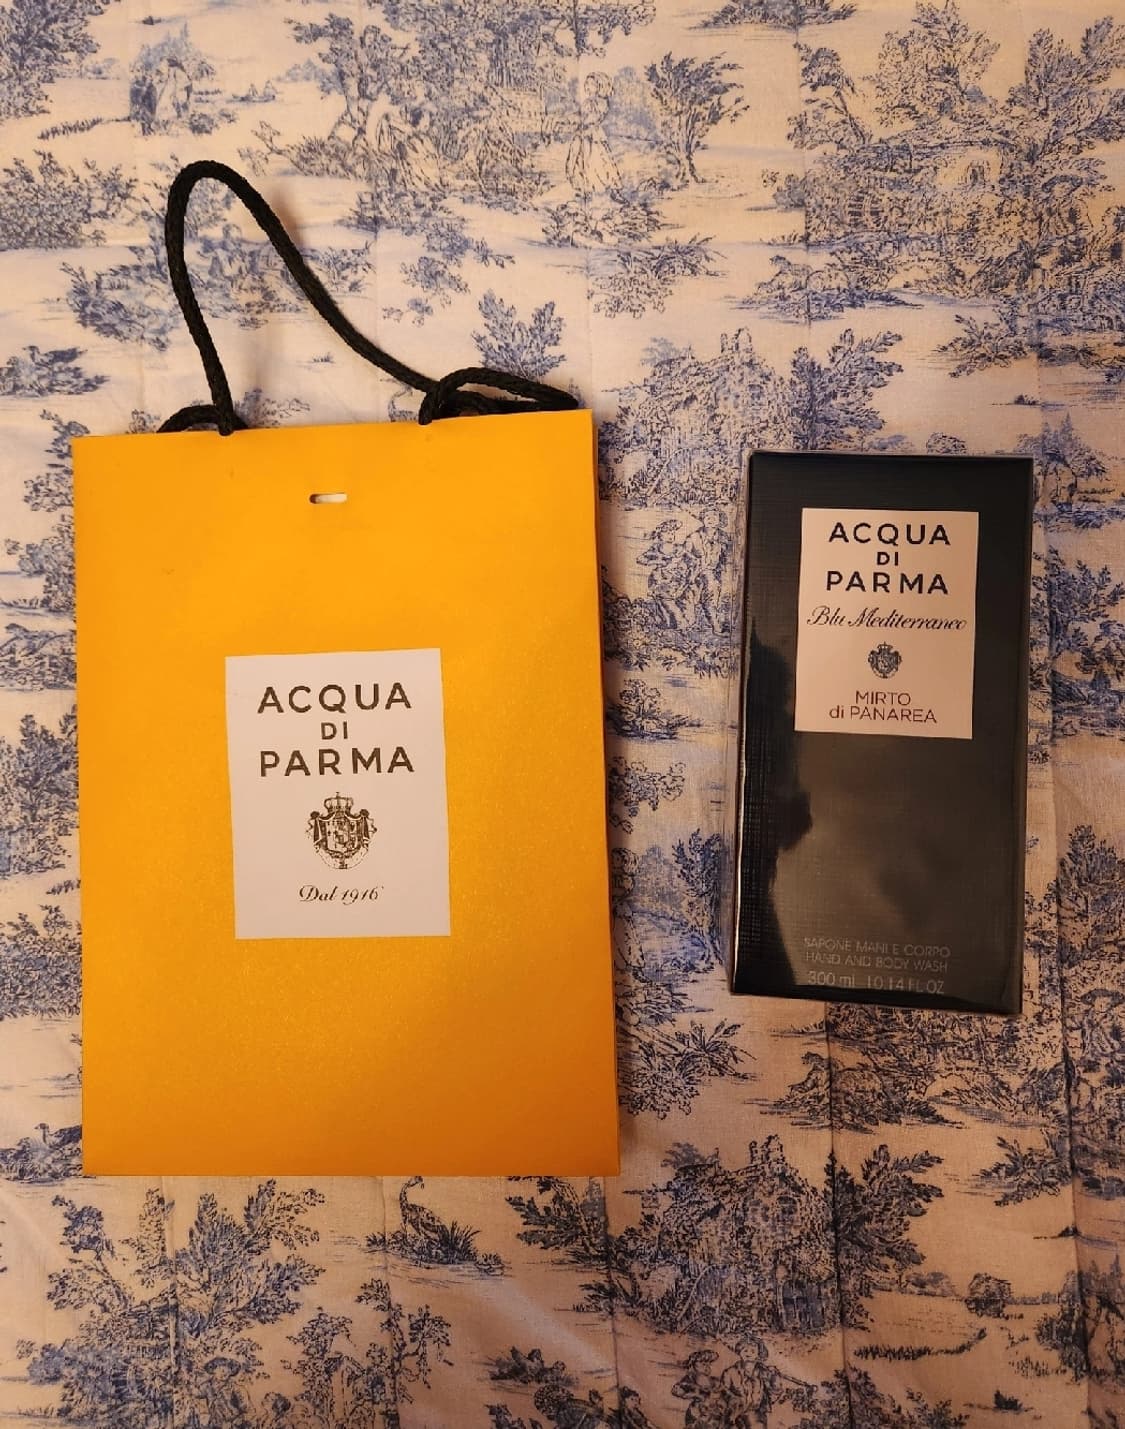 ACQUA
DI
PARMA
Dal 1916
ACQUA
DI
PARMA
Blu Mediterraneo
MIRTO
di PANAREA
SAPONE MANI E CORPO
HAND AND BODY WASH
300 ml 10.14 FL OZ